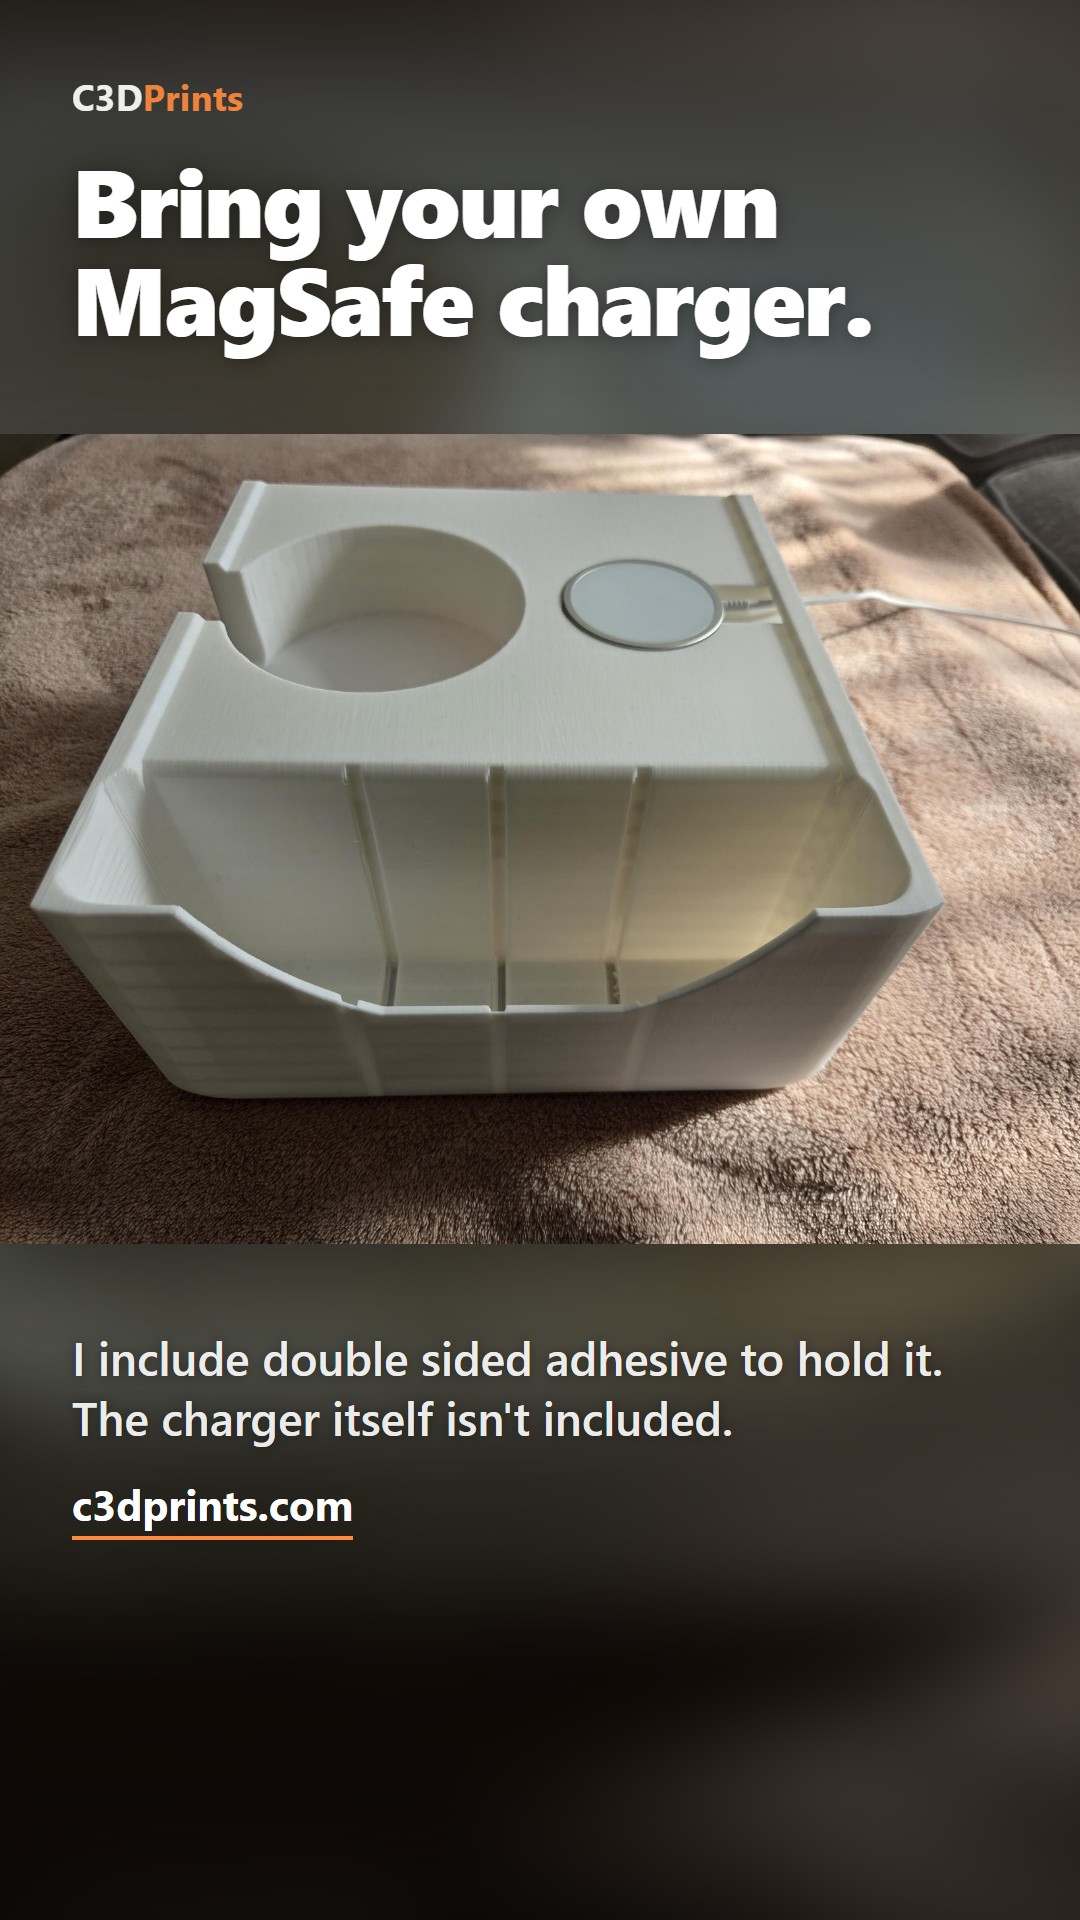 C3DPrints
Bring your own
MagSafe charger.
I include double sided adhesive to hold it.
The charger itself isn't included.
c3dprints.com